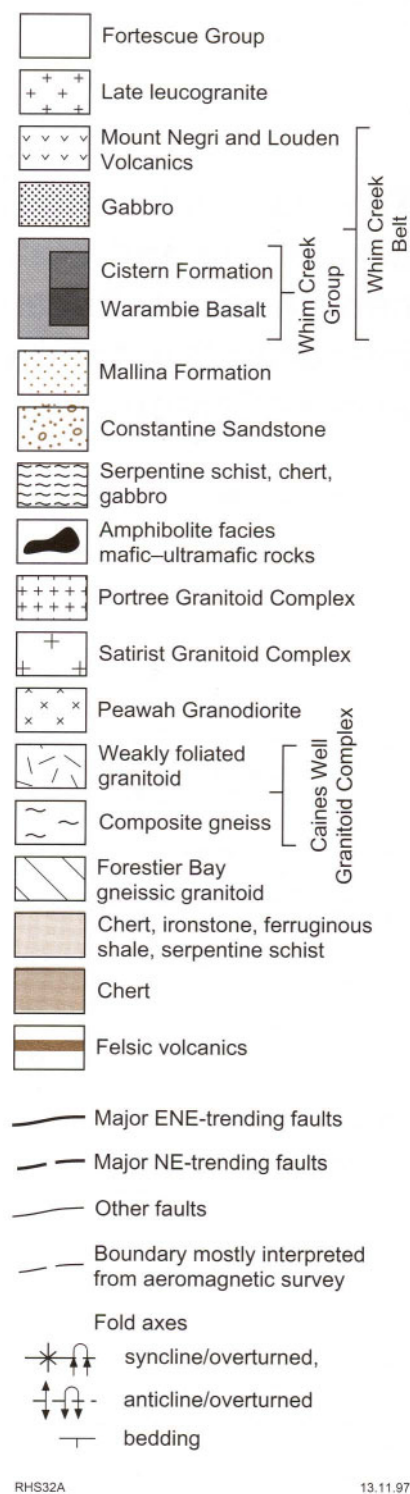 Fortescue Group
Late leucogranite
Mount Negri and Louden
Volcanics
Gabbro
Cistern Formation
Warambie Basalt
Whim Creek
Group
Whim Creek
Belt
Mallina Formation
Constantine Sandstone
Serpentine schist, chert,
gabbro
Amphibolite facies
mafic–ultramafic rocks
Portree Granitoid Complex
Satirist Granitoid Complex
Peawah Granodiorite
Weakly foliated
granitoid
Composite gneiss
Caines Well
Granitoid Complex
Forestier Bay
gneissic granitoid
Chert, ironstone, ferruginous
shale, serpentine schist
Chert
Felsic volcanics
Major ENE-trending faults
Major NE-trending faults
Other faults
Boundary mostly interpreted
from aeromagnetic survey
Fold axes
syncline/overturned,
anticline/overturned
bedding
RHS32A 13.11.97